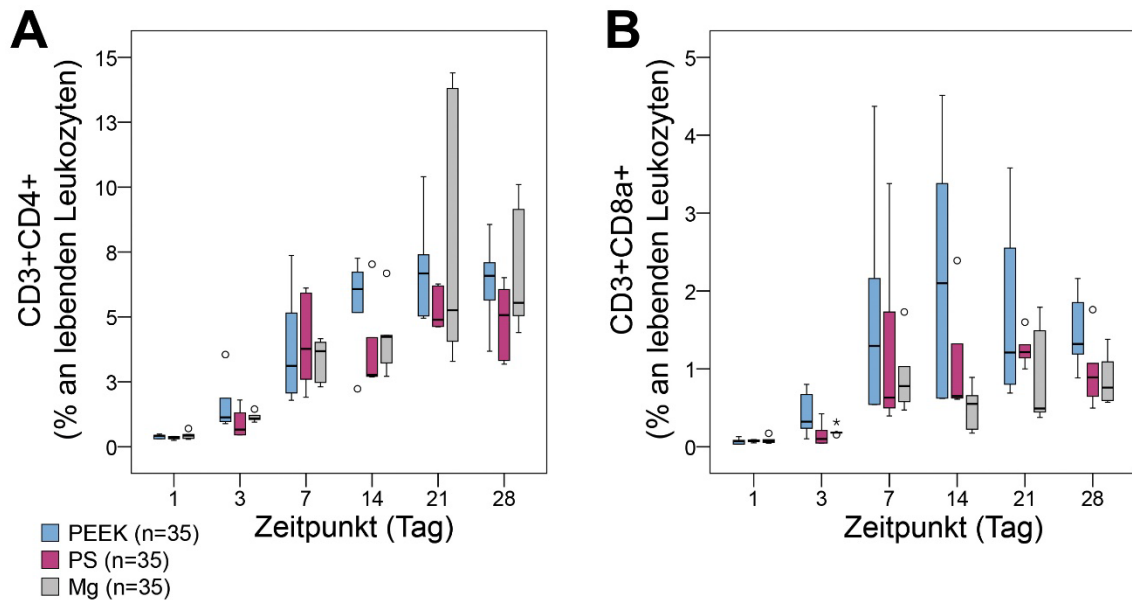 A
CD3+CD4+
(% an lebenden Leukozyten)
15
13
10
8
5
3
0
1 3 7 14 21 28
Zeitpunkt (Tag)
PEEK (n=35)
PS (n=35)
Mg (n=35)
B
CD3+CD8a+
(% an lebenden Leukozyten)
5
4
3
2
1
0
1 3 7 14 21 28
Zeitpunkt (Tag)